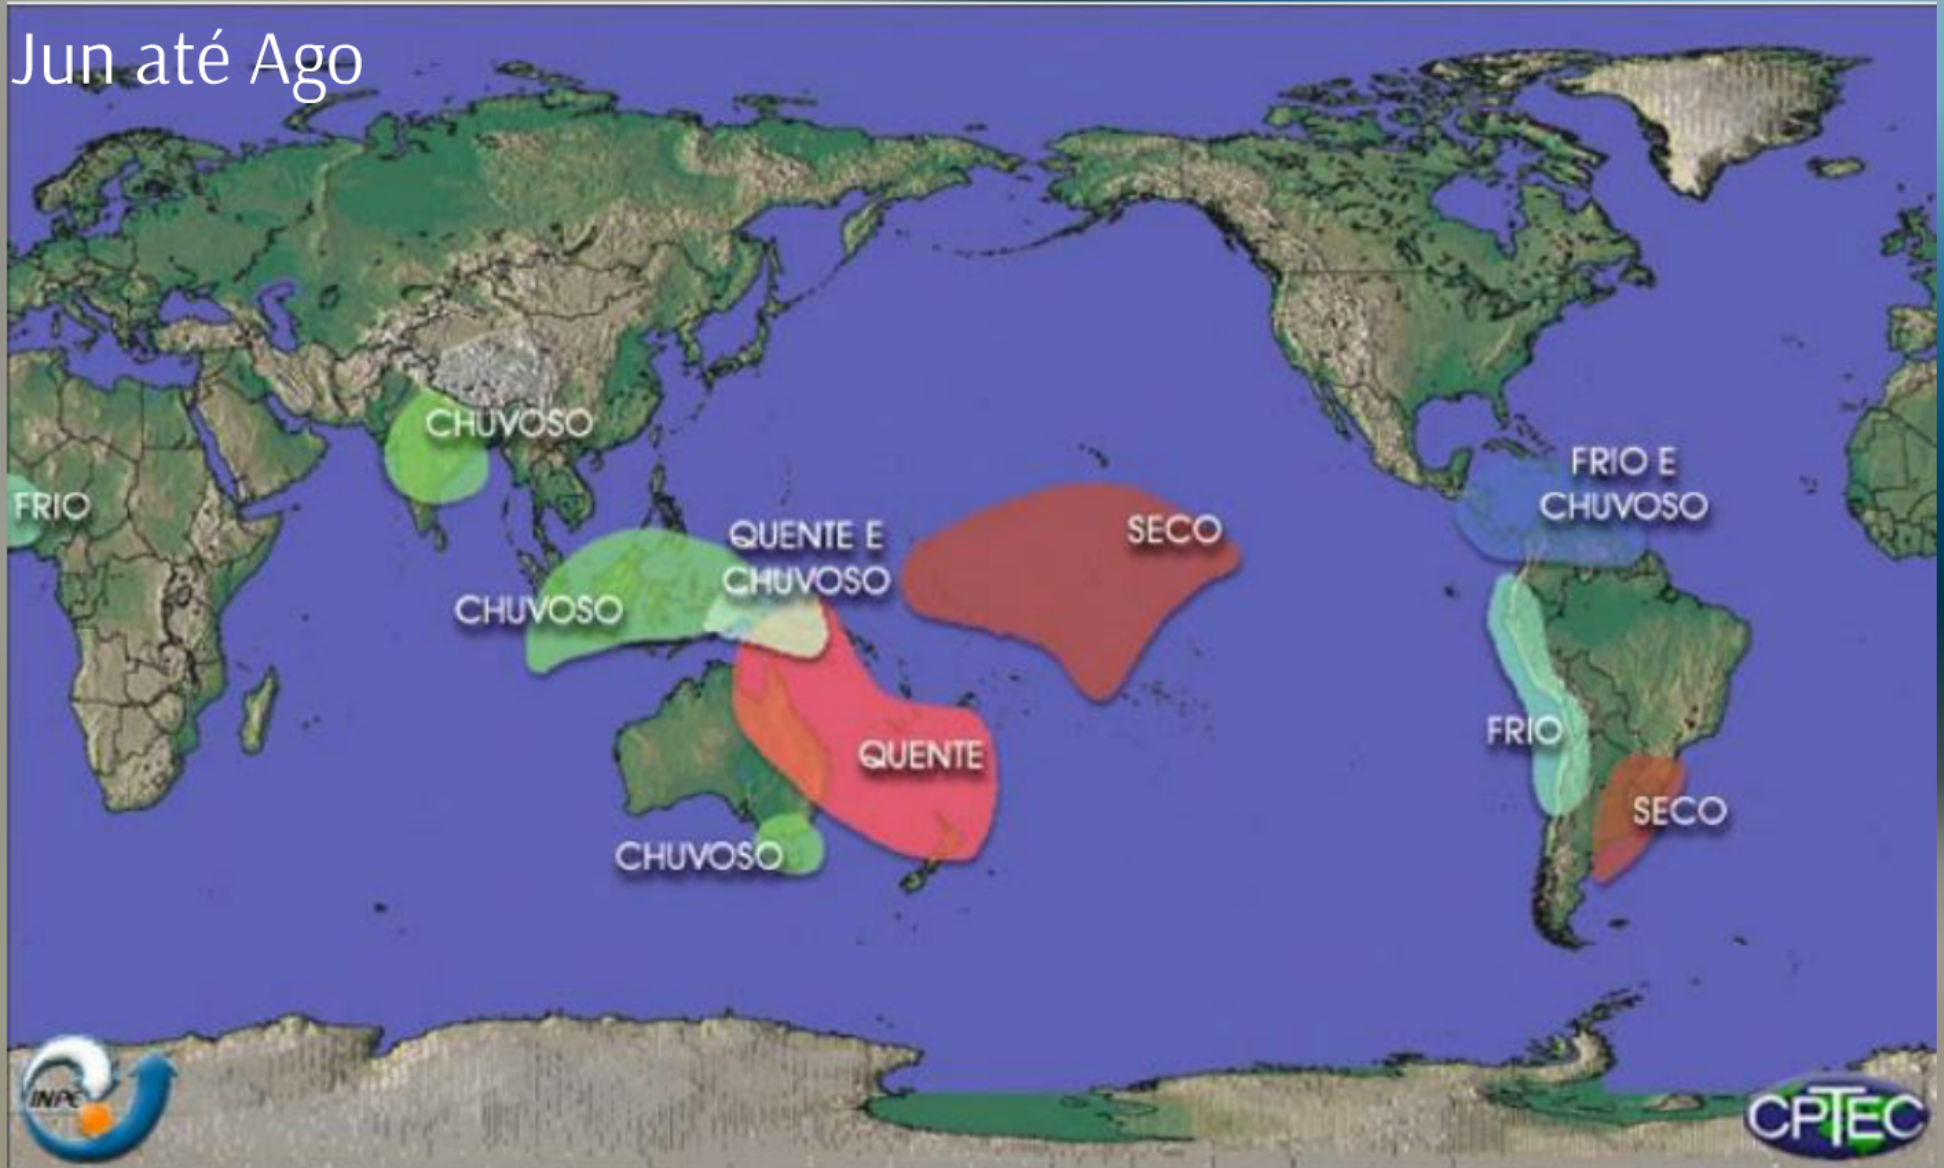 Jun até Ago
CHUVOSO
FRIO E
CHUVOSO
FRIO
QUENTE E
CHUVOSO
SECO
CHUVOSO
FRIO
QUENTE
SECO
CHUVOSO
INPE
CPTEC